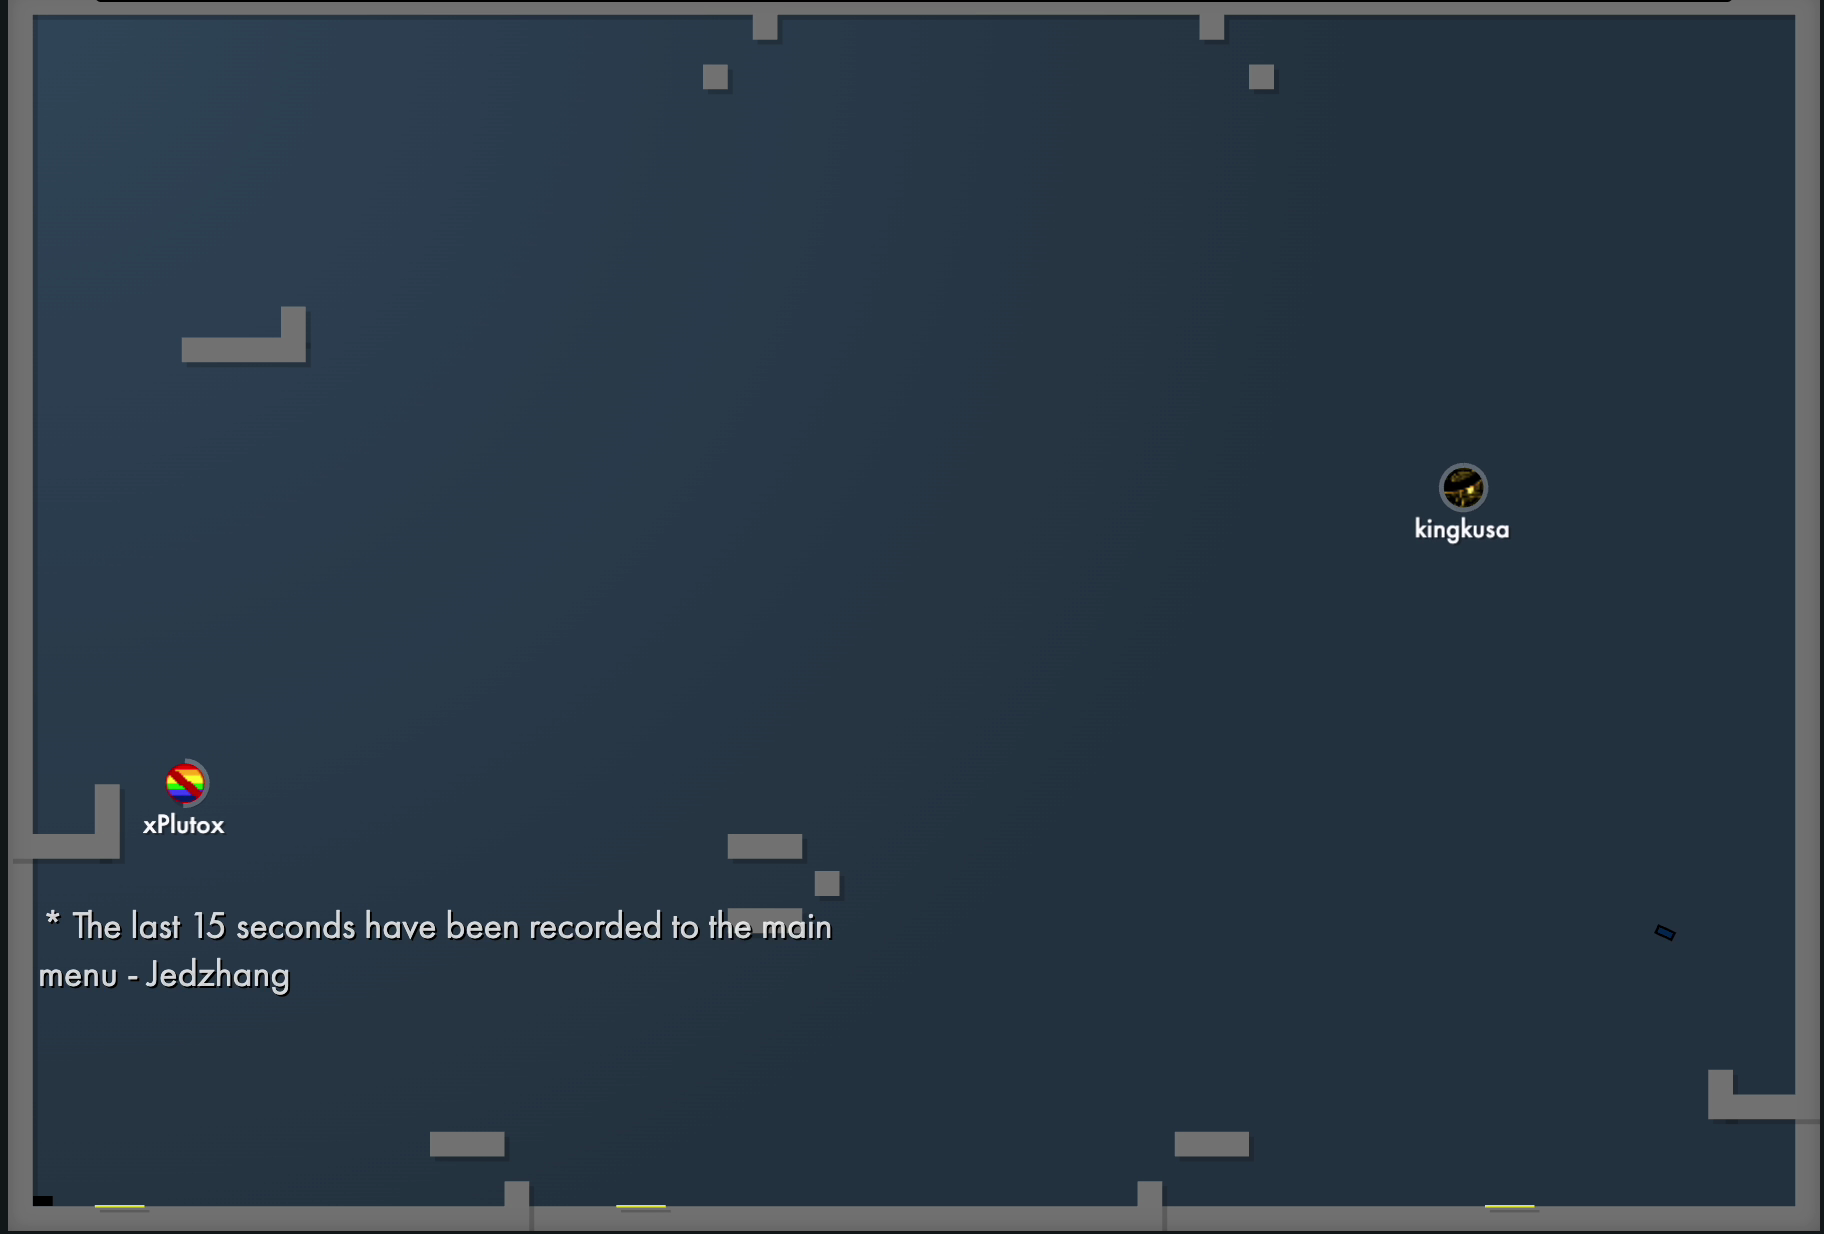 kingkusa
xPlutox
* The last 15 seconds have been recorded to the main
menu - Jedzhang